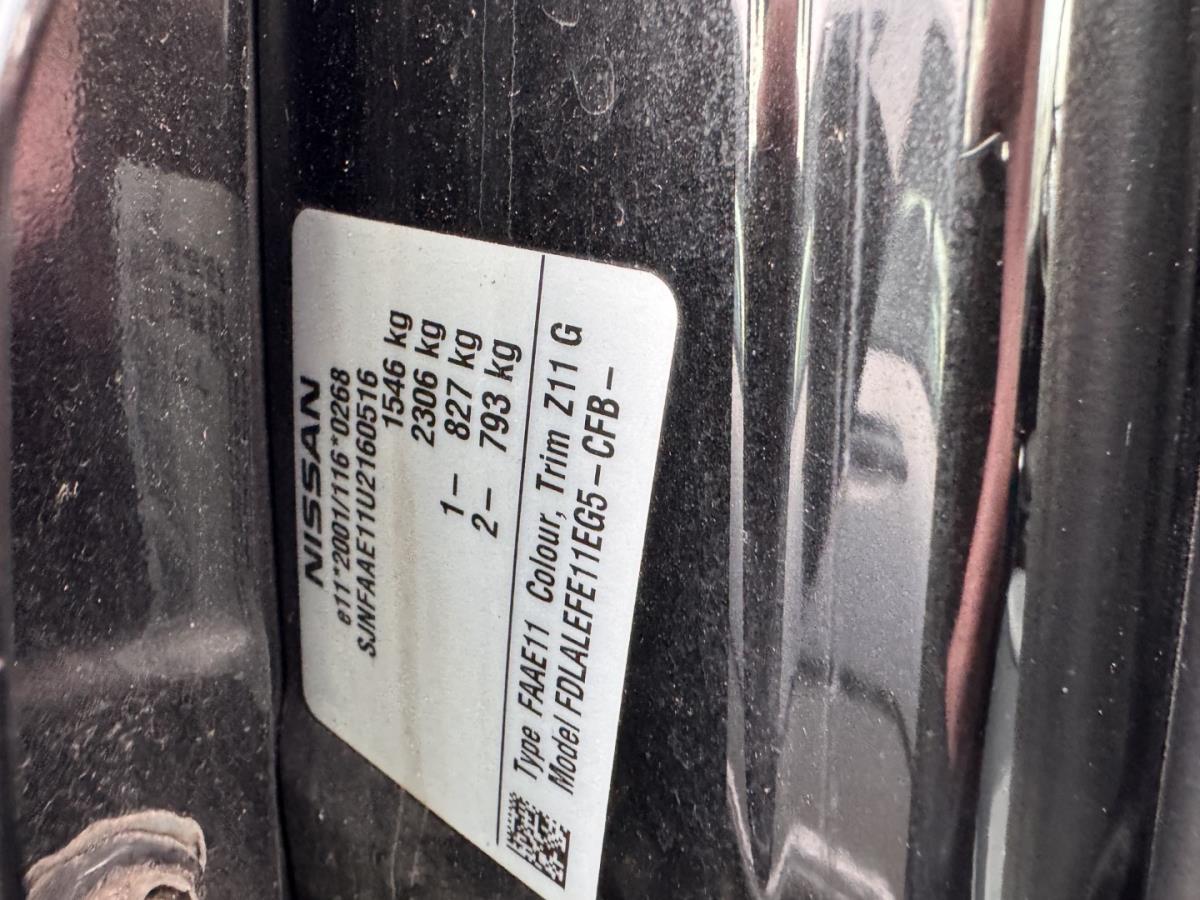 NISSAN
e11*2001/116*0268
SJNFAAE11U2160516
1546 kg
2306 kg
1– 827 kg
2– 793 kg
Type FAAE11 Colour, Trim Z11 G
Model FDLALEFE11EG5–CFB–